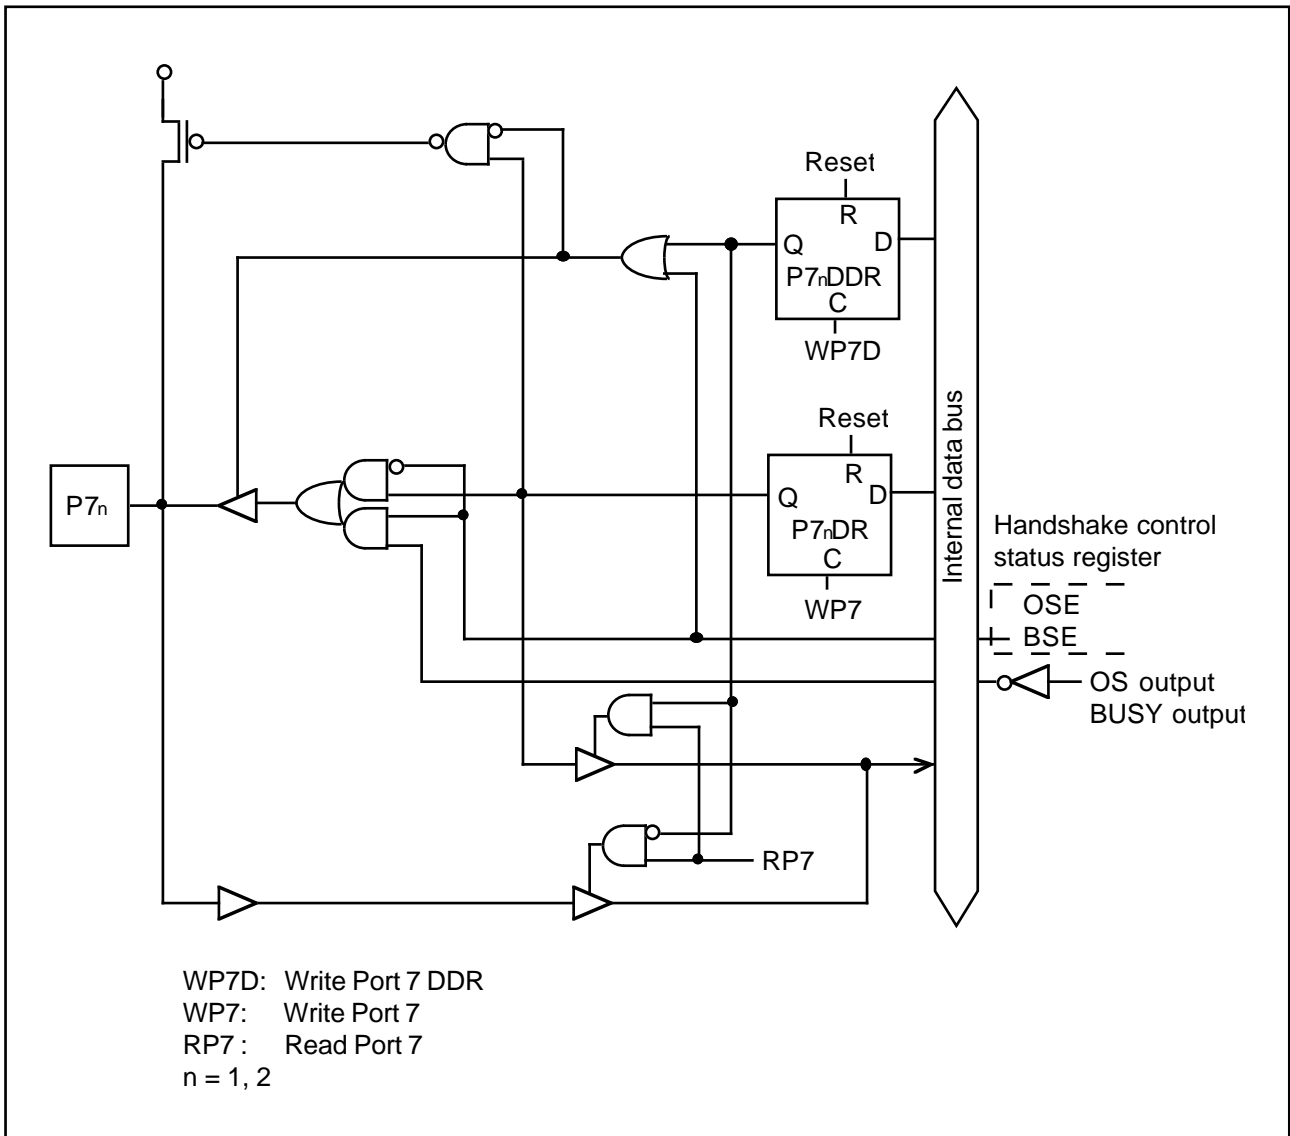 Reset
R
Q
D
P7nDDR
C
WP7D
Reset
R
Q
D
P7nDR
C
WP7
P7n
Internal data bus
Handshake control
status register
OSE
BSE
OS output
BUSY output
RP7
WP7D: Write Port 7 DDR
WP7: Write Port 7
RP7 : Read Port 7
n = 1, 2